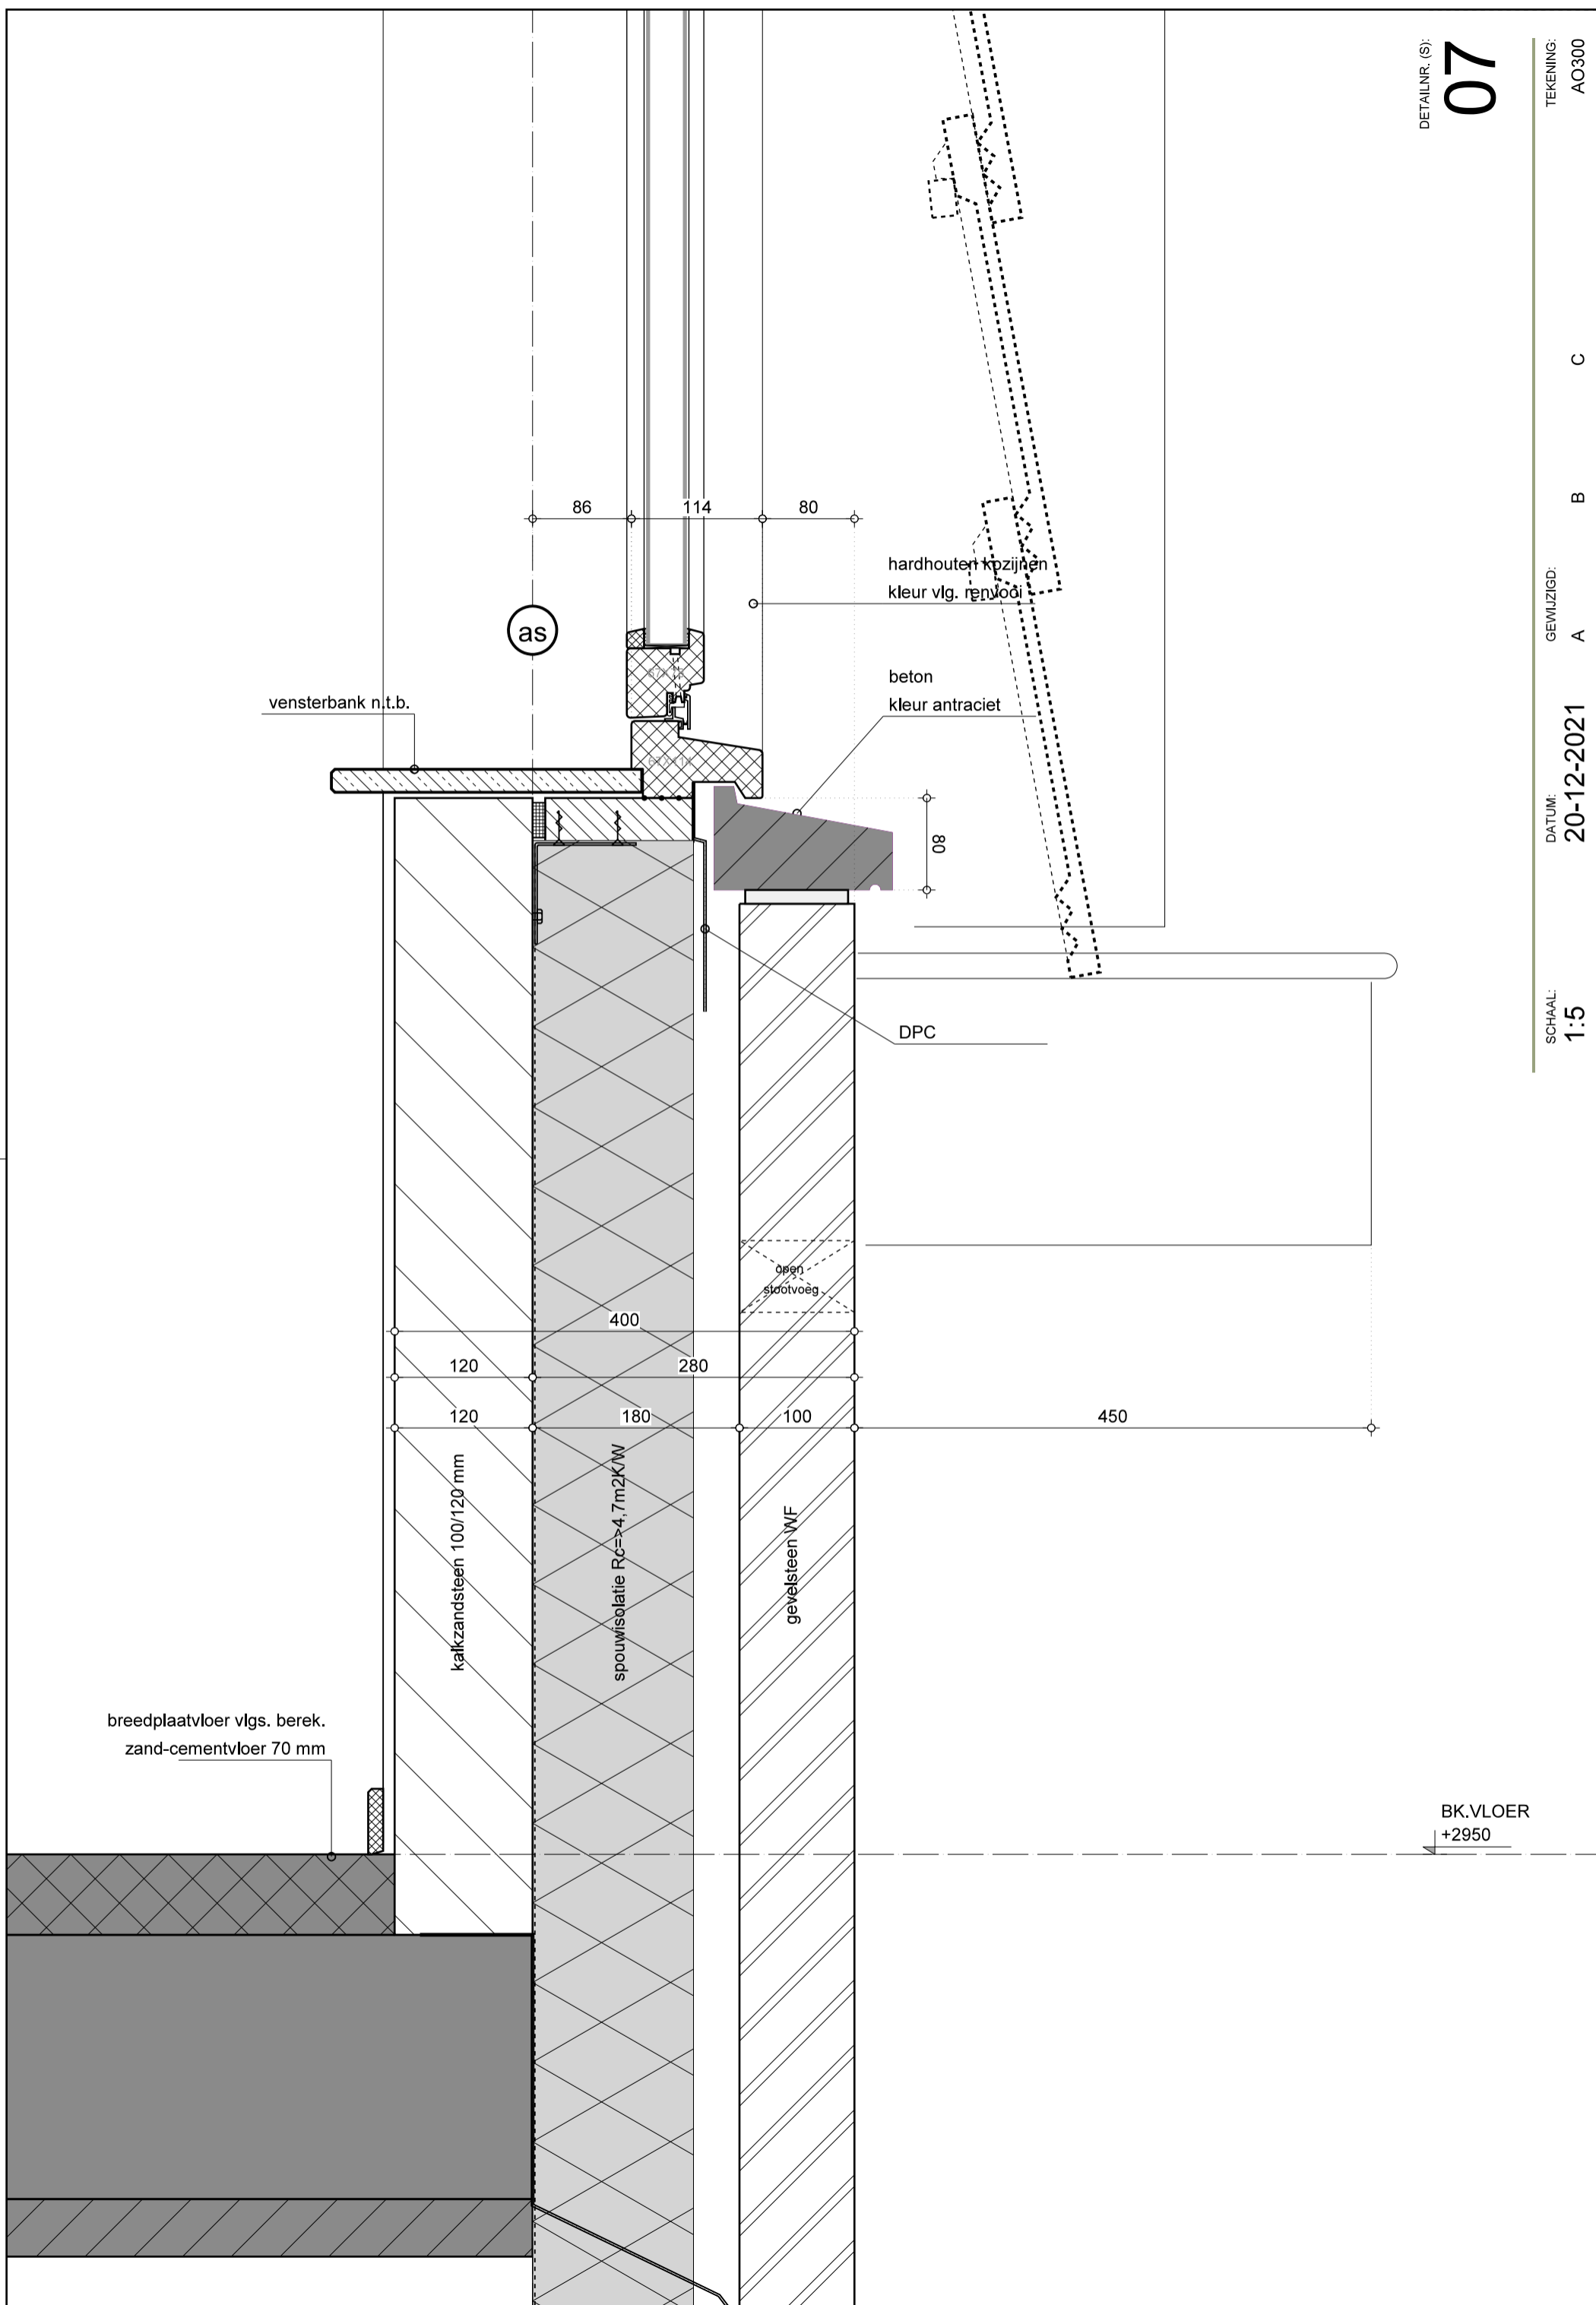 DETAILNR. (S):
07
TEKENING:
AO300
C
B
GEWIJZIGD:
A
DATUM:
20-12-2021
SCHAAL:
1:5
86
114
80
hardhouten kozijnen
kleur vlg. renvooi
as
beton
kleur antraciet
vensterbank n.t.b.
80
DPC
open
stootvoeg
400
120
280
120
180
100
450
kalkzandsteen 100/120 mm
spouwisolatie Rc=>4,7m2K/W
gevelsteen WF
breedplaatvloer vlgs. berek.
zand-cementvloer 70 mm
BK.VLOER
+2950